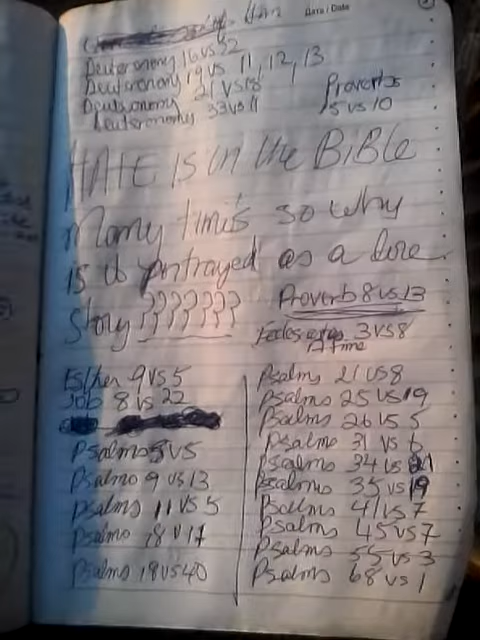 Data / Date
Deuteronomy 16 vs 22
Deuteronomy 19 vs 11, 12, 13
Deuteronomy 21 vs 18
Deuteronomy 33 vs 11
Proverbs
15 vs 10
HATE IS in the BiBle
Many times so why
is it portrayed as a love
Story ???????
Proverb 8 vs 13
3 vs 8
A time
Esther 9 vs 5
Job 8 vs 22
Psalms 5 vs 5
Psalms 9 vs 13
Psalms 11 vs 5
Psalms 18 v 17
Psalms 18 vs 40
Psalms 21 vs 8
Psalms 25 vs 19
Psalms 26 vs 5
Psalms 31 vs 6
Psalms 34 vs 21
Psalms 35 vs 19
Psalms 41 vs 7
Psalms 45 vs 7
Psalms 55 vs 3
Psalms 68 vs 1